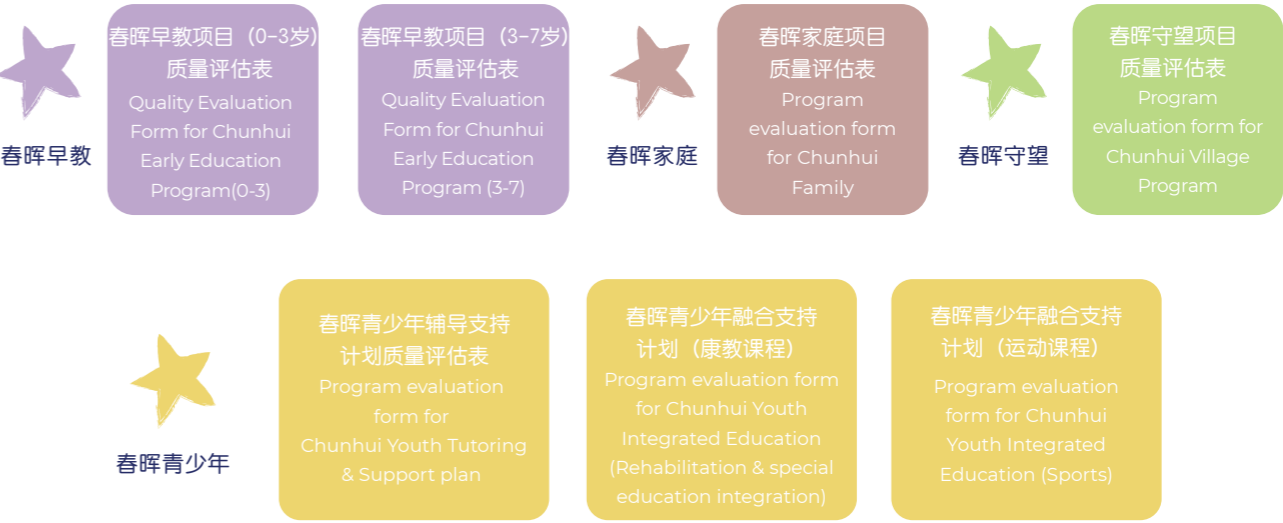 春晖早教
春晖早教项目（0-3岁）
质量评估表
Quality Evaluation
Form for Chunhui
Early Education
Program(0-3)
春晖早教项目（3-7岁）
质量评估表
Quality Evaluation
Form for Chunhui
Early Education
Program (3-7)
春晖家庭
春晖家庭项目
质量评估表
Program
evaluation form
for Chunhui
Family
春晖守望
春晖守望项目
质量评估表
Program
evaluation form for
Chunhui Village
Program
春晖青少年
春晖青少年辅导支持
计划质量评估表
Program evaluation
form for
Chunhui Youth Tutoring
& Support plan
春晖青少年融合支持
计划（康教课程）
Program evaluation form
for Chunhui Youth
Integrated Education
(Rehabilitation & special
education integration)
春晖青少年融合支持
计划（运动课程）
Program evaluation
form for Chunhui
Youth Integrated
Education (Sports)